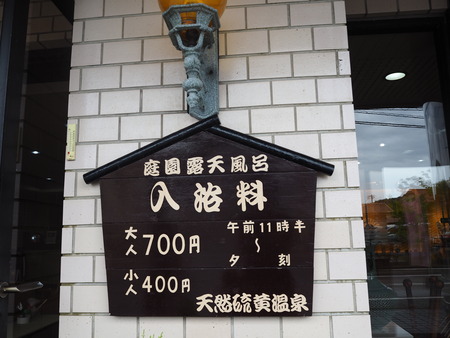 庭園露天風呂
入浴料
大人700円
小人400円
午前11時半
～
夕刻
天然硫黄温泉